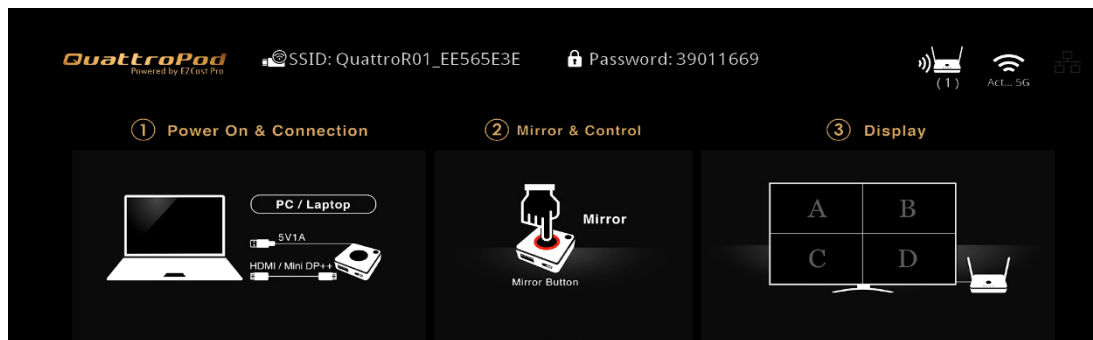 QuattroPod
Powered by EZCast Pro
SSID: QuattroR01_EE565E3E
Password: 39011669
(1)
Act... 5G
1 Power On & Connection
2 Mirror & Control
3 Display
PC / Laptop
5V1A
HDMI / Mini DP++
Mirror
Mirror Button
A B
C D